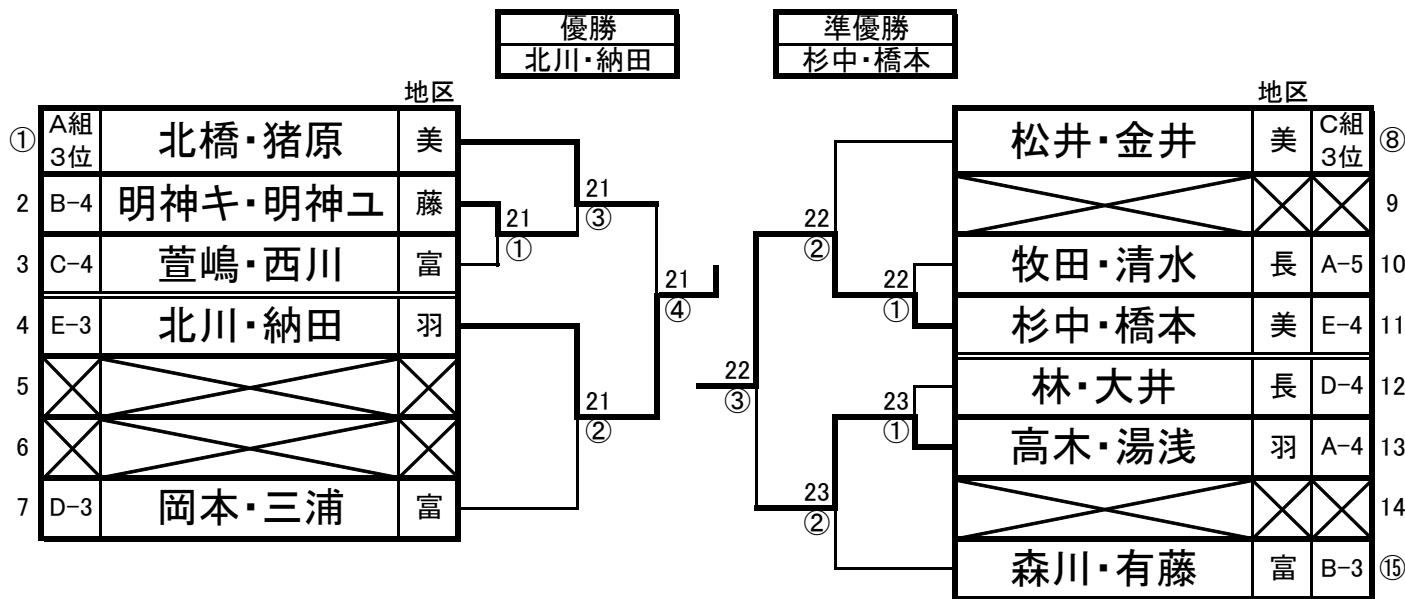 優勝
北川・納田
準優勝
杉中・橋本
地区
① A組3位 北橋・猪原 美
2 B-4 明神キ・明神ユ 藤
3 C-4 萱嶋・西川 富
4 E-3 北川・納田 羽
5
6
7 D-3 岡本・三浦 富
21
①
21
③
21
②
21
④
地区
松井・金井 美 C組3位 ⑧
9
牧田・清水 長 A-5 10
杉中・橋本 美 E-4 11
林・大井 長 D-4 12
高木・湯浅 羽 A-4 13
14
森川・有藤 富 B-3 ⑮
22
②
22
①
22
③
23
①
23
②